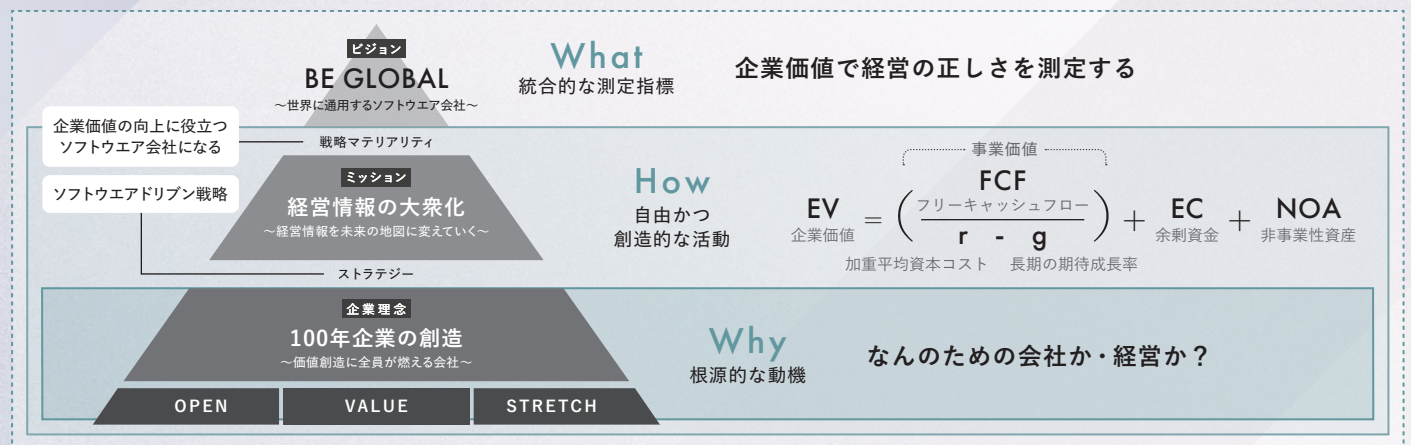 ビジョン
BE GLOBAL
〜世界に通用するソフトウエア会社〜
What
統合的な測定指標
企業価値で経営の正しさを測定する
企業価値の向上に役立つ
ソフトウエア会社になる
戦略マテリアリティ
ソフトウエアドリブン戦略
ミッション
経営情報の大衆化
〜経営情報を未来の地図に変えていく〜
ストラテジー
How
自由かつ
創造的な活動
事業価値
EV
企業価値
=
(
FCF
フリーキャッシュフロー
r - g
)
加重平均資本コスト 長期の期待成長率
+
EC
余剰資金
+
NOA
非事業性資産
企業理念
100年企業の創造
〜価値創造に全員が燃える会社〜
Why
根源的な動機
なんのための会社か・経営か？
OPEN
VALUE
STRETCH